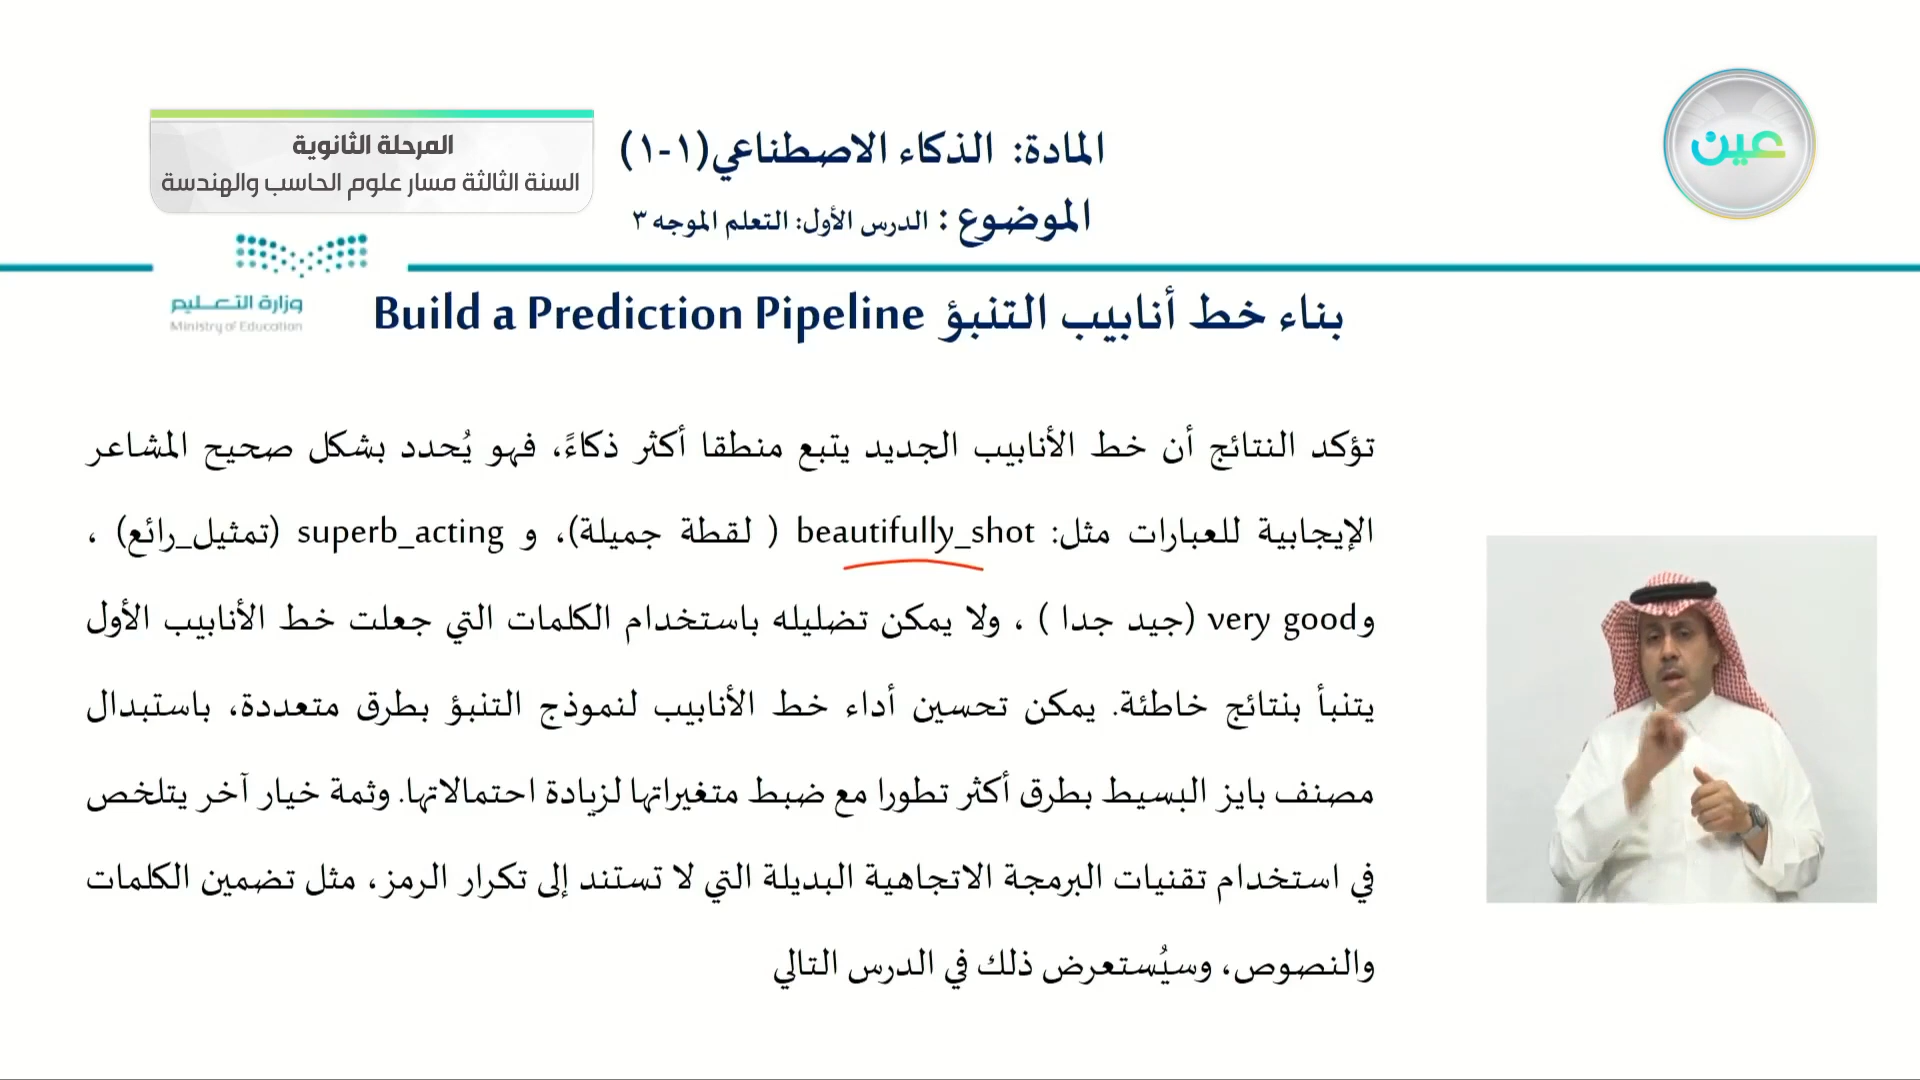 المرحلة الثانوية
السنة الثالثة مسار علوم الحاسب والهندسة
المادة: الذكاء الاصطناعي(١-١)
الموضوع : الدرس الأول: التعلم الموجه ٣
عين
وزارة التعليم
Ministry of Education
بناء خط أنابيب التنبؤ Build a Prediction Pipeline
تؤكد النتائج أن خط الأنابيب الجديد يتبع منطقا أكثر ذكاءً، فهو يُحدد بشكل صحيح المشاعر
الإيجابية للعبارات مثل: beautifully_shot ( لقطة جميلة)، و superb_acting (تمثيل_رائع) ،
وvery good (جيد جدا ) ، ولا يمكن تضليله باستخدام الكلمات التي جعلت خط الأنابيب الأول
يتنبأ بنتائج خاطئة. يمكن تحسين أداء خط الأنابيب لنموذج التنبؤ بطرق متعددة، باستبدال
مصنف بايز البسيط بطرق أكثر تطورا مع ضبط متغيراتها لزيادة احتمالاتها. وثمة خيار آخر يتلخص
في استخدام تقنيات البرمجة الاتجاهية البديلة التي لا تستند إلى تكرار الرمز، مثل تضمين الكلمات
والنصوص، وسيُستعرض ذلك في الدرس التالي